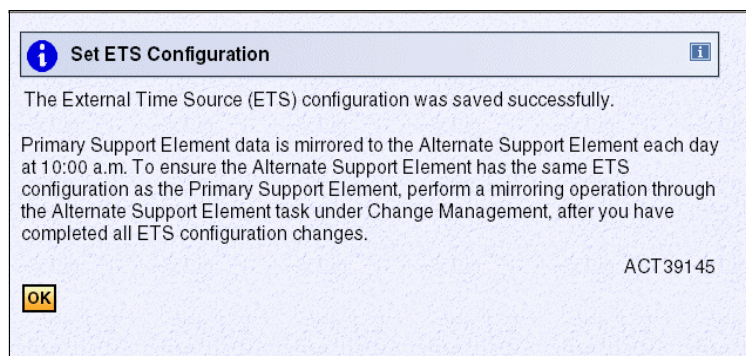 Set ETS Configuration
The External Time Source (ETS) configuration was saved successfully.
Primary Support Element data is mirrored to the Alternate Support Element each day
at 10:00 a.m. To ensure the Alternate Support Element has the same ETS
configuration as the Primary Support Element, perform a mirroring operation through
the Alternate Support Element task under Change Management, after you have
completed all ETS configuration changes.
ACT39145
OK